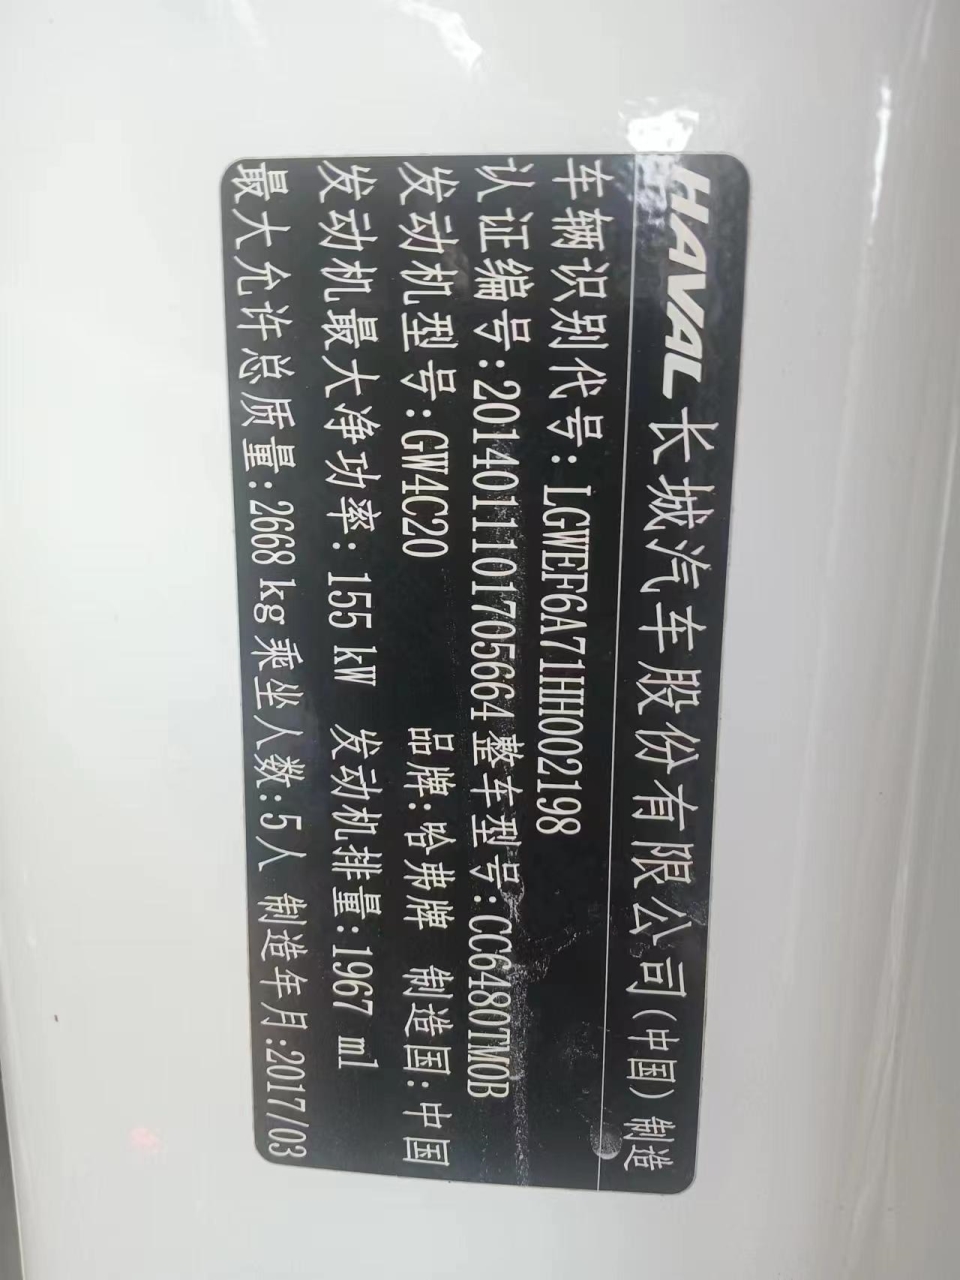 HAVAL 长城汽车股份有限公司(中国)制造
车辆识别代号:LGWEF6A71HH002198
认证编号:2014011101705664 整车型号:CC6480TM0B
发动机型号:GW4C20 品牌:哈弗牌 制造国:中国
发动机最大净功率:155 kW 发动机排量:1967 ml
最大允许总质量:2668 kg 乘坐人数:5人 制造年月:2017/03